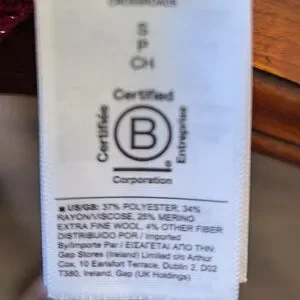 S
P
CH
Certified
Certifiée
B
Entreprise
Corporation
■ US/GB: 37% POLYESTER, 34%
RAYON/VISCOSE, 25% MERINO
EXTRA FINE WOOL, 4% OTHER FIBER
DISTRIBUIDO POR / Imported
By/Importé Par / ΕΙΣΑΓΕΤΑΙ ΑΠΟ ΤΗΝ:
Gap Stores (Ireland) Limited c/o Arthur
Cox, 10 Earlsfort Terrace, Dublin 2, D02
T380, Ireland, Gap (UK Holdings)